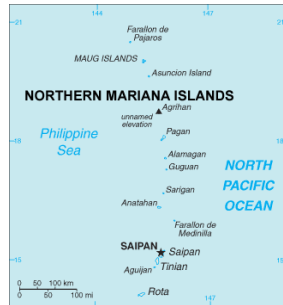 144
147
21
Farallon de
Pajaros
MAUG ISLANDS
Asuncion Island
NORTHERN MARIANA ISLANDS
Agrihan
unnamed
elevation
Philippine
Sea
Pagan
18
18
Alamagan
Guguan
NORTH
PACIFIC
OCEAN
Sarigan
Anatahan
Farallon de
Medinilla
SAIPAN
Saipan
15
15
Tinian
Aguijan
0 50 100 km
0 50 100 mi
Rota
147